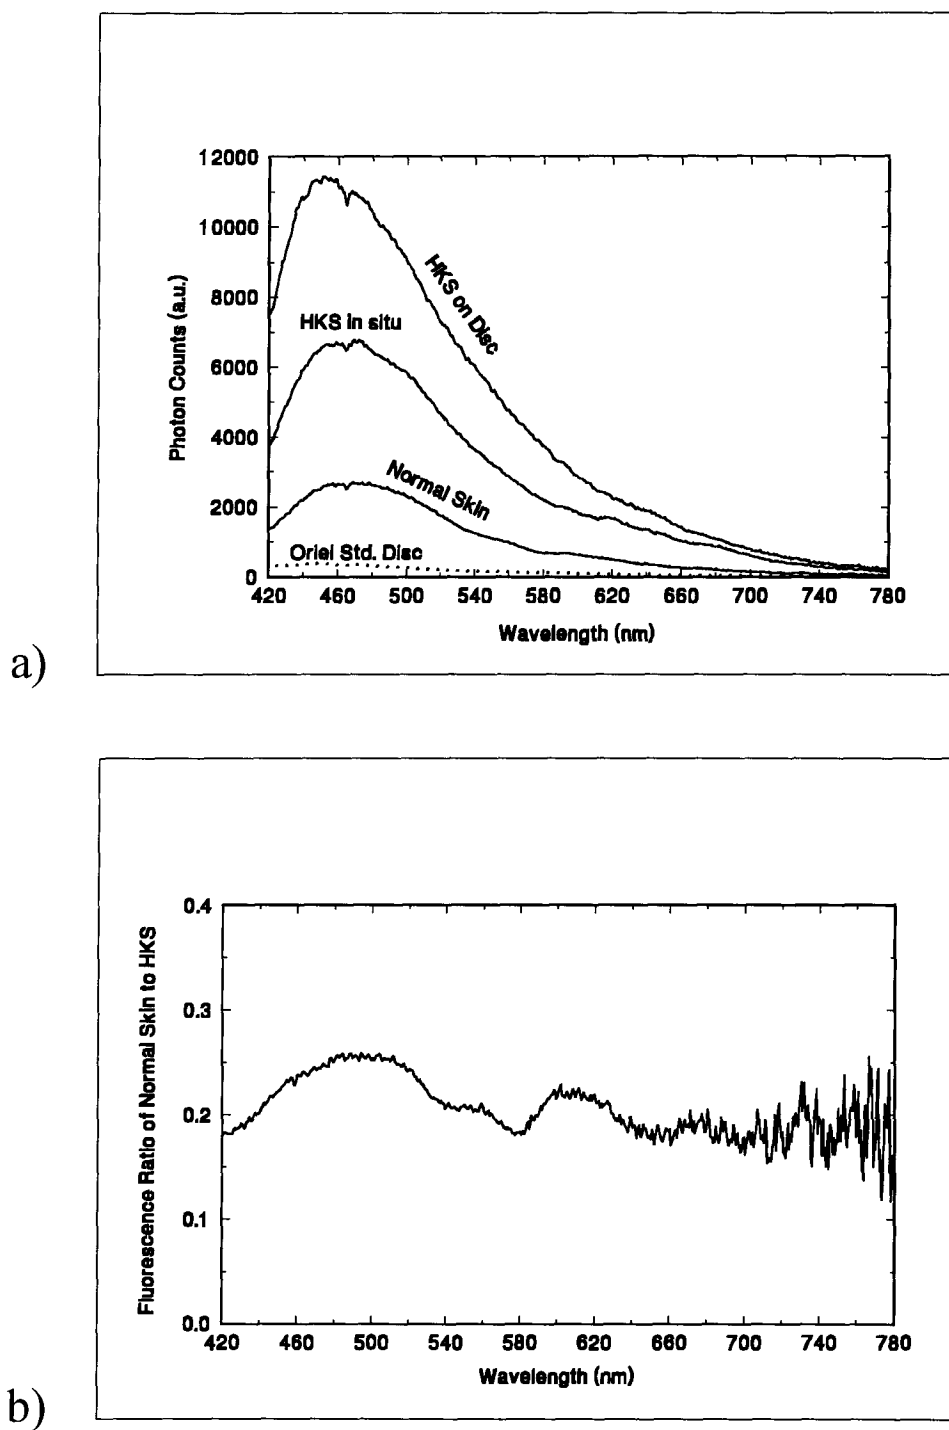 12000
10000
8000
6000
4000
2000
0
Photon Counts (a.u.)
HKS on Disc
HKS in situ
Normal Skin
Oriel Std. Disc
420 460 500 540 580 620 660 700 740 780
Wavelength (nm)
a)
0.4
0.3
0.2
0.1
0.0
Fluorescence Ratio of Normal Skin to HKS
420 460 500 540 580 620 660 700 740 780
Wavelength (nm)
b)